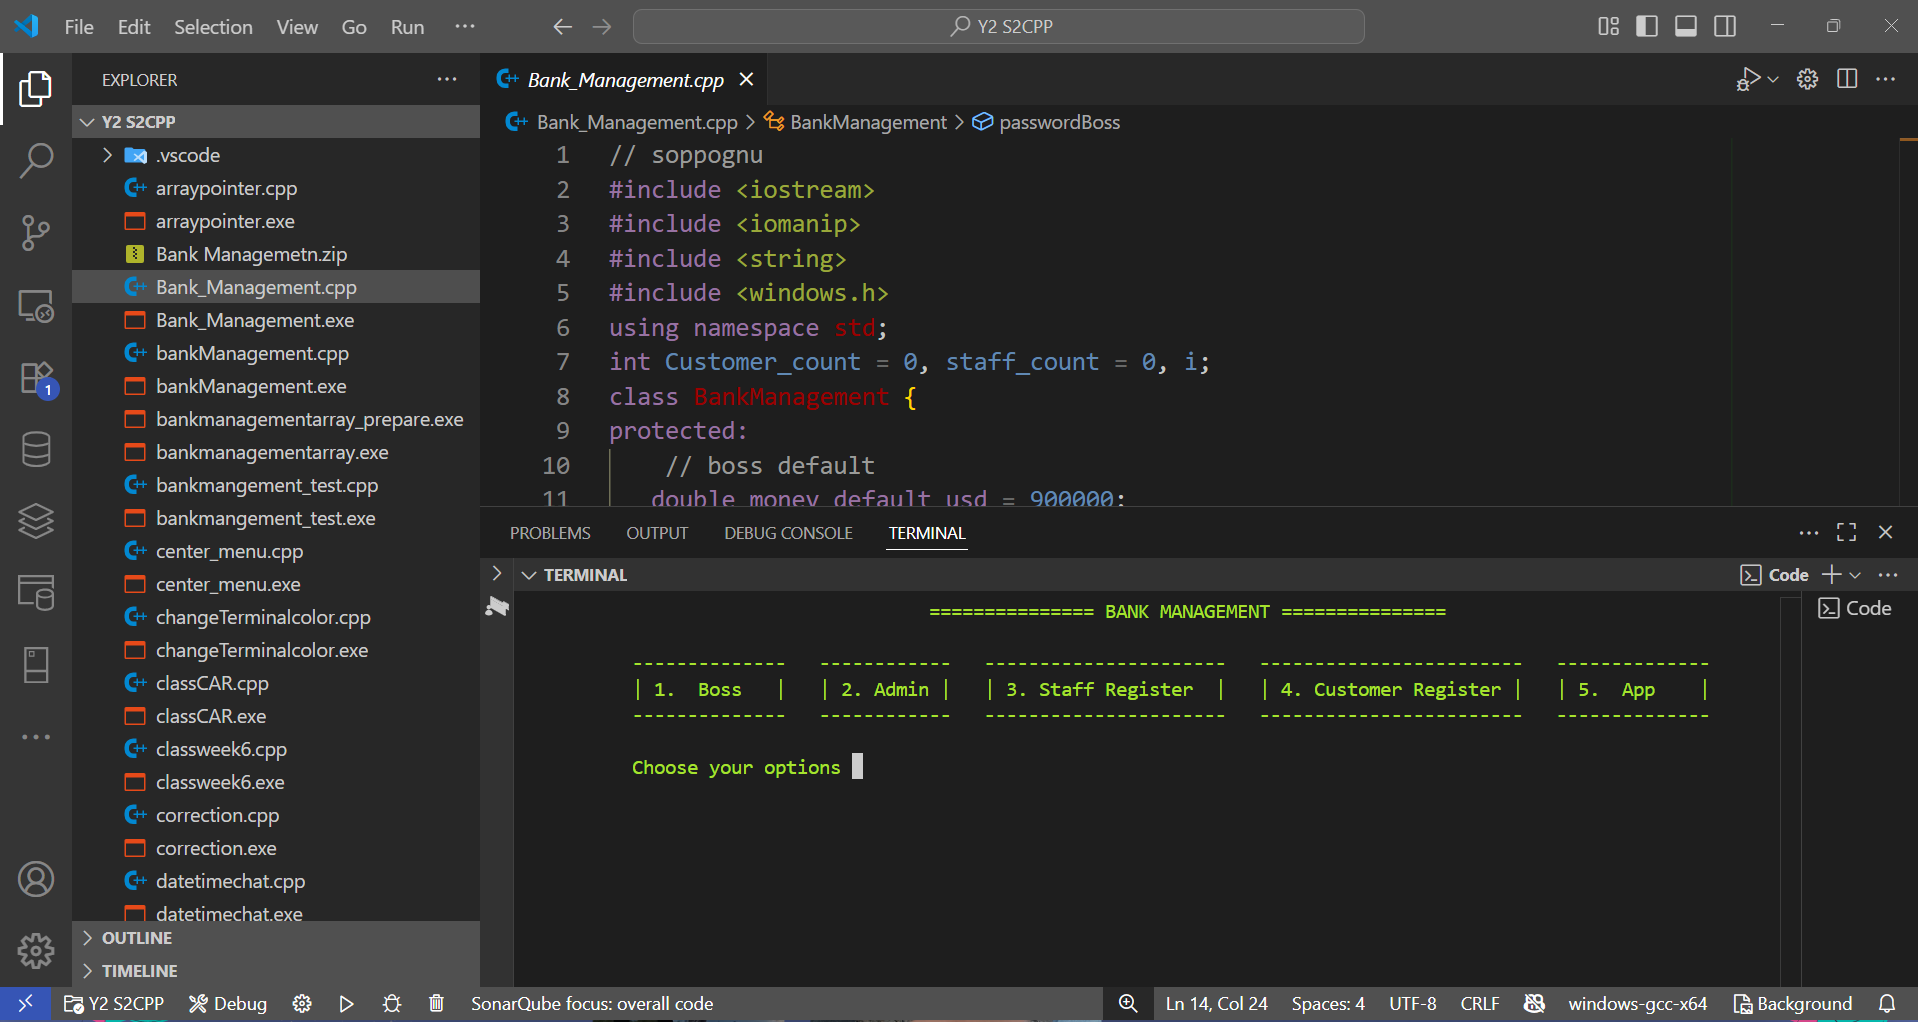 File Edit Selection View Go Run ···
Y2 S2CPP
EXPLORER
Y2 S2CPP
.vscode
arraypointer.cpp
arraypointer.exe
Bank Managemetn.zip
Bank_Management.cpp
Bank_Management.exe
bankManagement.cpp
bankManagement.exe
bankmanagementarray_prepare.exe
bankmanagementarray.exe
bankmangement_test.cpp
bankmangement_test.exe
center_menu.cpp
center_menu.exe
changeTerminalcolor.cpp
changeTerminalcolor.exe
classCAR.cpp
classCAR.exe
classweek6.cpp
classweek6.exe
correction.cpp
correction.exe
datetimechat.cpp
datetimechat.exe
OUTLINE
TIMELINE
1
Bank_Management.cpp
Bank_Management.cpp > BankManagement > passwordBoss
1 // soppognu
2 #include <iostream>
3 #include <iomanip>
4 #include <string>
5 #include <windows.h>
6 using namespace std;
7 int Customer_count = 0, staff_count = 0, i;
8 class BankManagement {
9 protected:
10 // boss default
11 double money_default_usd = 900000;
PROBLEMS OUTPUT DEBUG CONSOLE TERMINAL
TERMINAL
Code
Code
=============== BANK MANAGEMENT ===============
-------------- ------------ ---------------------- ------------------------ --------------
| 1. Boss | | 2. Admin | | 3. Staff Register | | 4. Customer Register | | 5. App |
-------------- ------------ ---------------------- ------------------------ --------------
Choose your options
Y2 S2CPP Debug SonarQube focus: overall code Ln 14, Col 24 Spaces: 4 UTF-8 CRLF windows-gcc-x64 Background